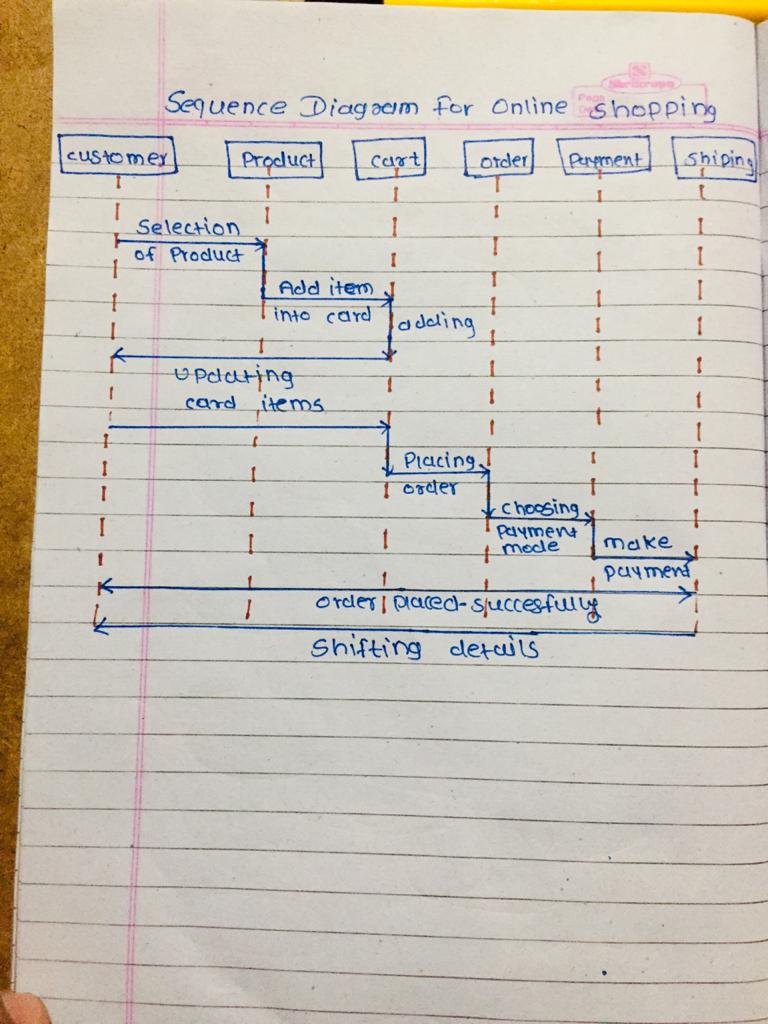 Sequence Diagram for Online Shopping
customer Product cart order Payment shiping
Selection
of Product
Add item
into card
adding
Updating
card items
Placing
order
choosing
Payment
mode
make
payment
order placed-succesfully
Shifting details